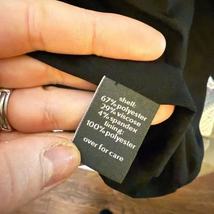 shell:
67% polyester
29% viscose
4% spandex
lining:
100% polyester
over for care